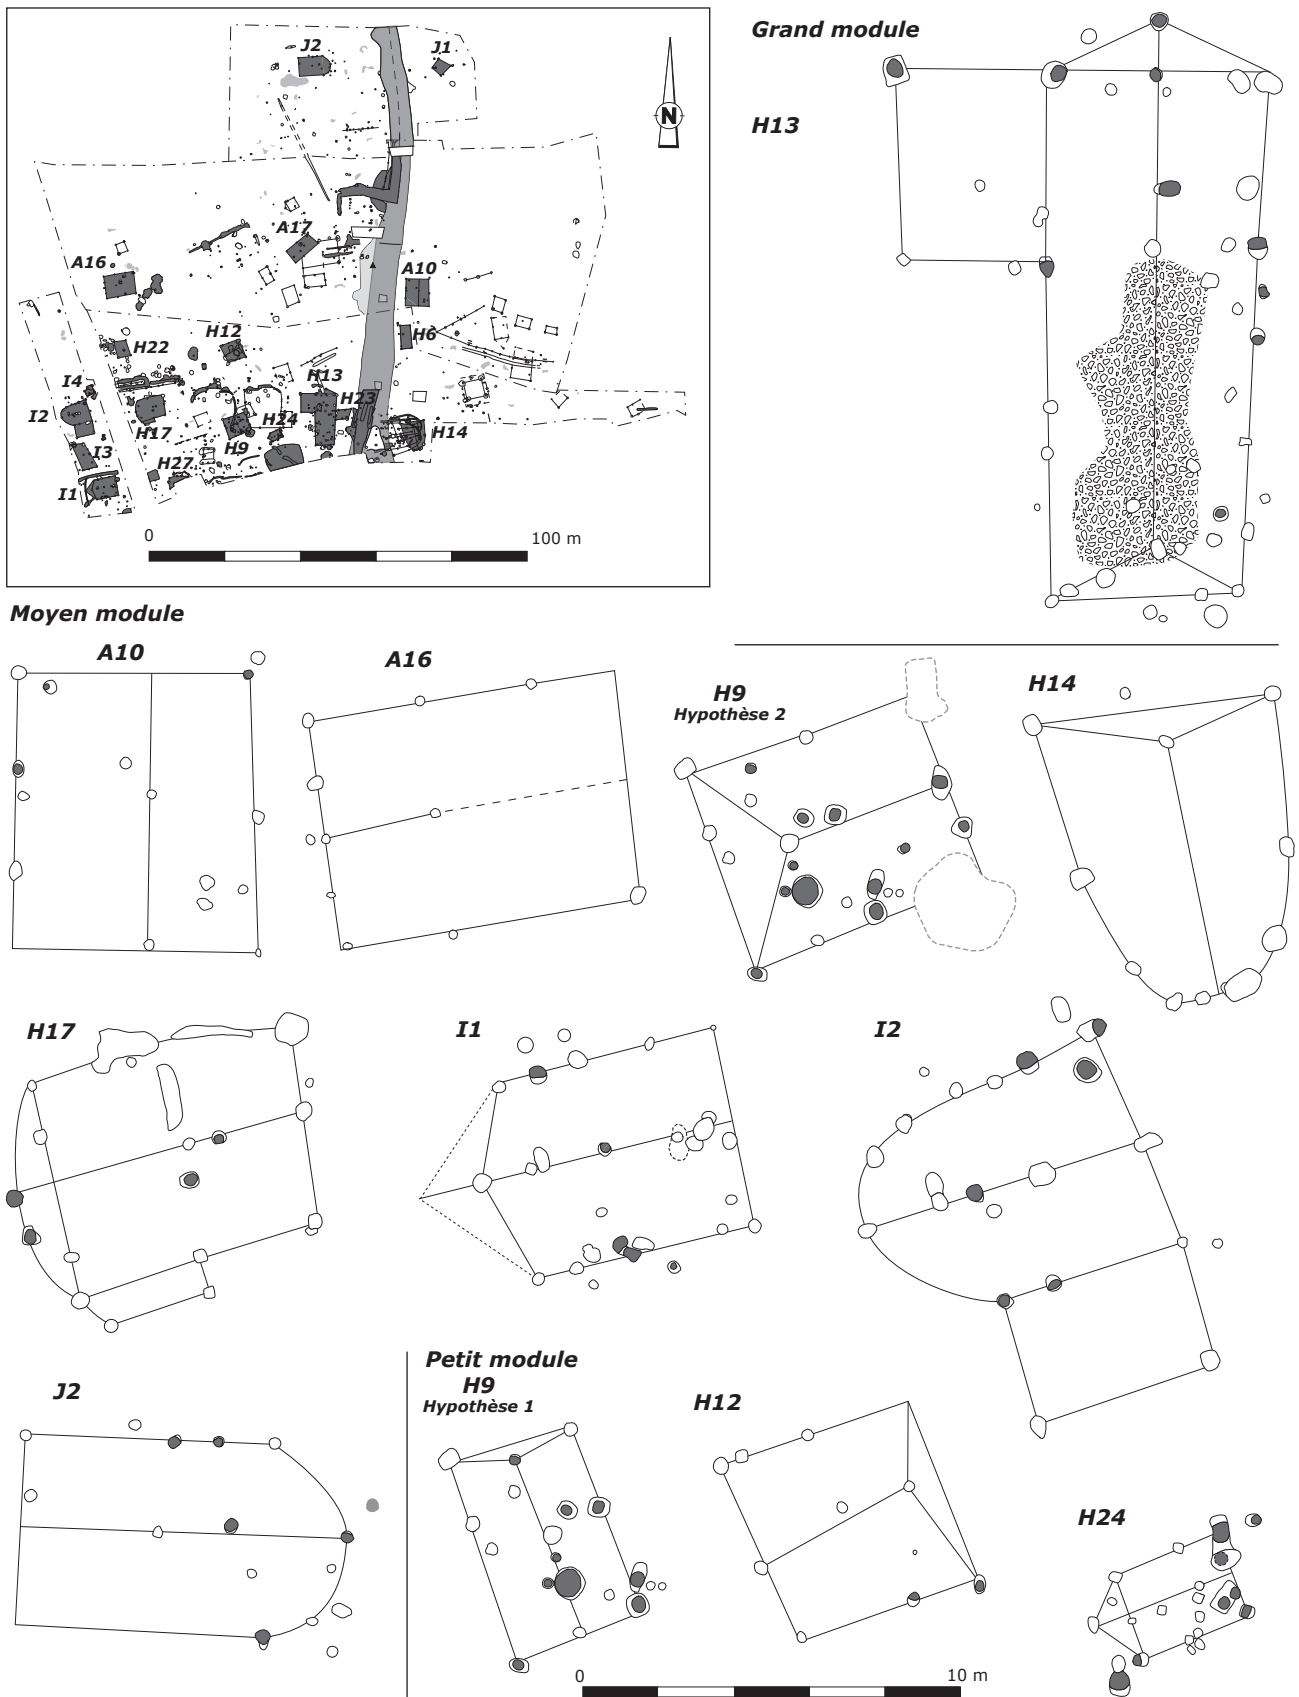 J2
J1
N
A17
A16
A10
H12
H6
H22
I4
H13
I2
H23
H17
H24
H14
H9
I3
H27
I1
0
100 m
Grand module
H13
Moyen module
A10
A16
H9
Hypothèse 2
H14
H17
I1
I2
J2
Petit module
H9
Hypothèse 1
H12
H24
0
10 m